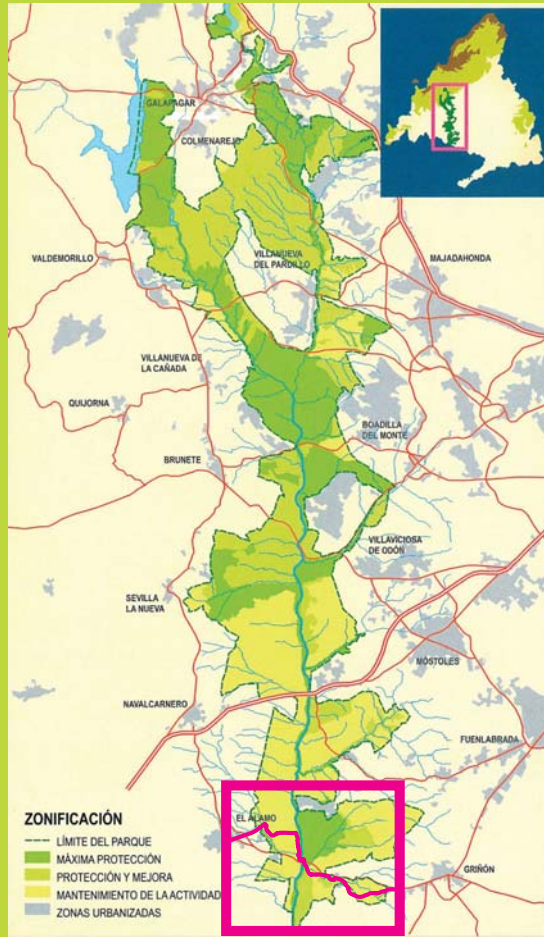 GALAPAGAR
COLMENAREJO
VALDEMORILLO
VILLANUEVA
DEL PARDILLO
MAJADAHONDA
VILLANUEVA DE
LA CAÑADA
QUIJORNA
BOADILLA
DEL MONTE
BRUNETE
VILLAVICIOSA
DE ODÓN
SEVILLA
LA NUEVA
MÓSTOLES
NAVALCARNERO
FUENLABRADA
EL ÁLAMO
GRIÑÓN
ZONIFICACIÓN
LÍMITE DEL PARQUE
MÁXIMA PROTECCIÓN
PROTECCIÓN Y MEJORA
MANTENIMIENTO DE LA ACTIVIDAD
ZONAS URBANIZADAS